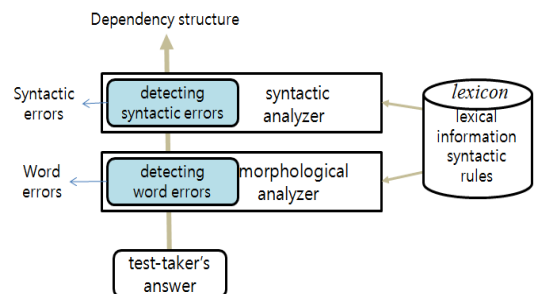 Dependency structure
Syntactic
errors
detecting
syntactic errors
syntactic
analyzer
lexicon
lexical
information
syntactic
rules
Word
errors
detecting
word errors
morphological
analyzer
test-taker's
answer